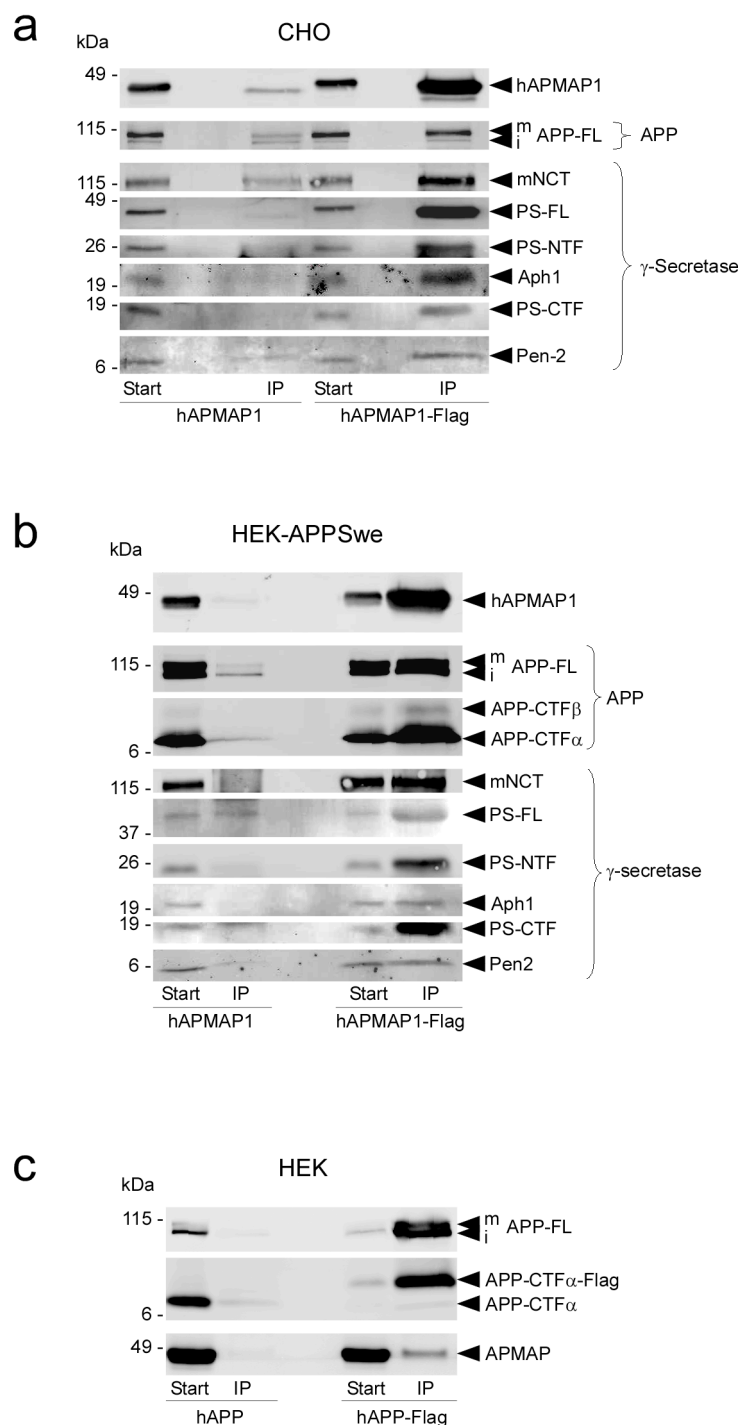 a
CHO
kDa
49 - hAPMAP1
115 - m APP-FL APP
i
115 - mNCT
49 - PS-FL
26 - PS-NTF γ-Secretase
19 - Aph1
19 - PS-CTF
6 - Pen-2
Start IP Start IP
hAPMAP1 hAPMAP1-Flag
b
HEK-APPSwe
kDa
49 - hAPMAP1
115 - m APP-FL
i
APP
APP-CTFβ
6 - APP-CTFα
115 - mNCT
PS-FL
37 -
26 - PS-NTF
γ-secretase
19 - Aph1
19 - PS-CTF
6 - Pen2
Start IP Start IP
hAPMAP1 hAPMAP1-Flag
c
HEK
kDa
115 - m APP-FL
i
APP-CTFα-Flag
6 - APP-CTFα
49 - APMAP
Start IP Start IP
hAPP hAPP-Flag